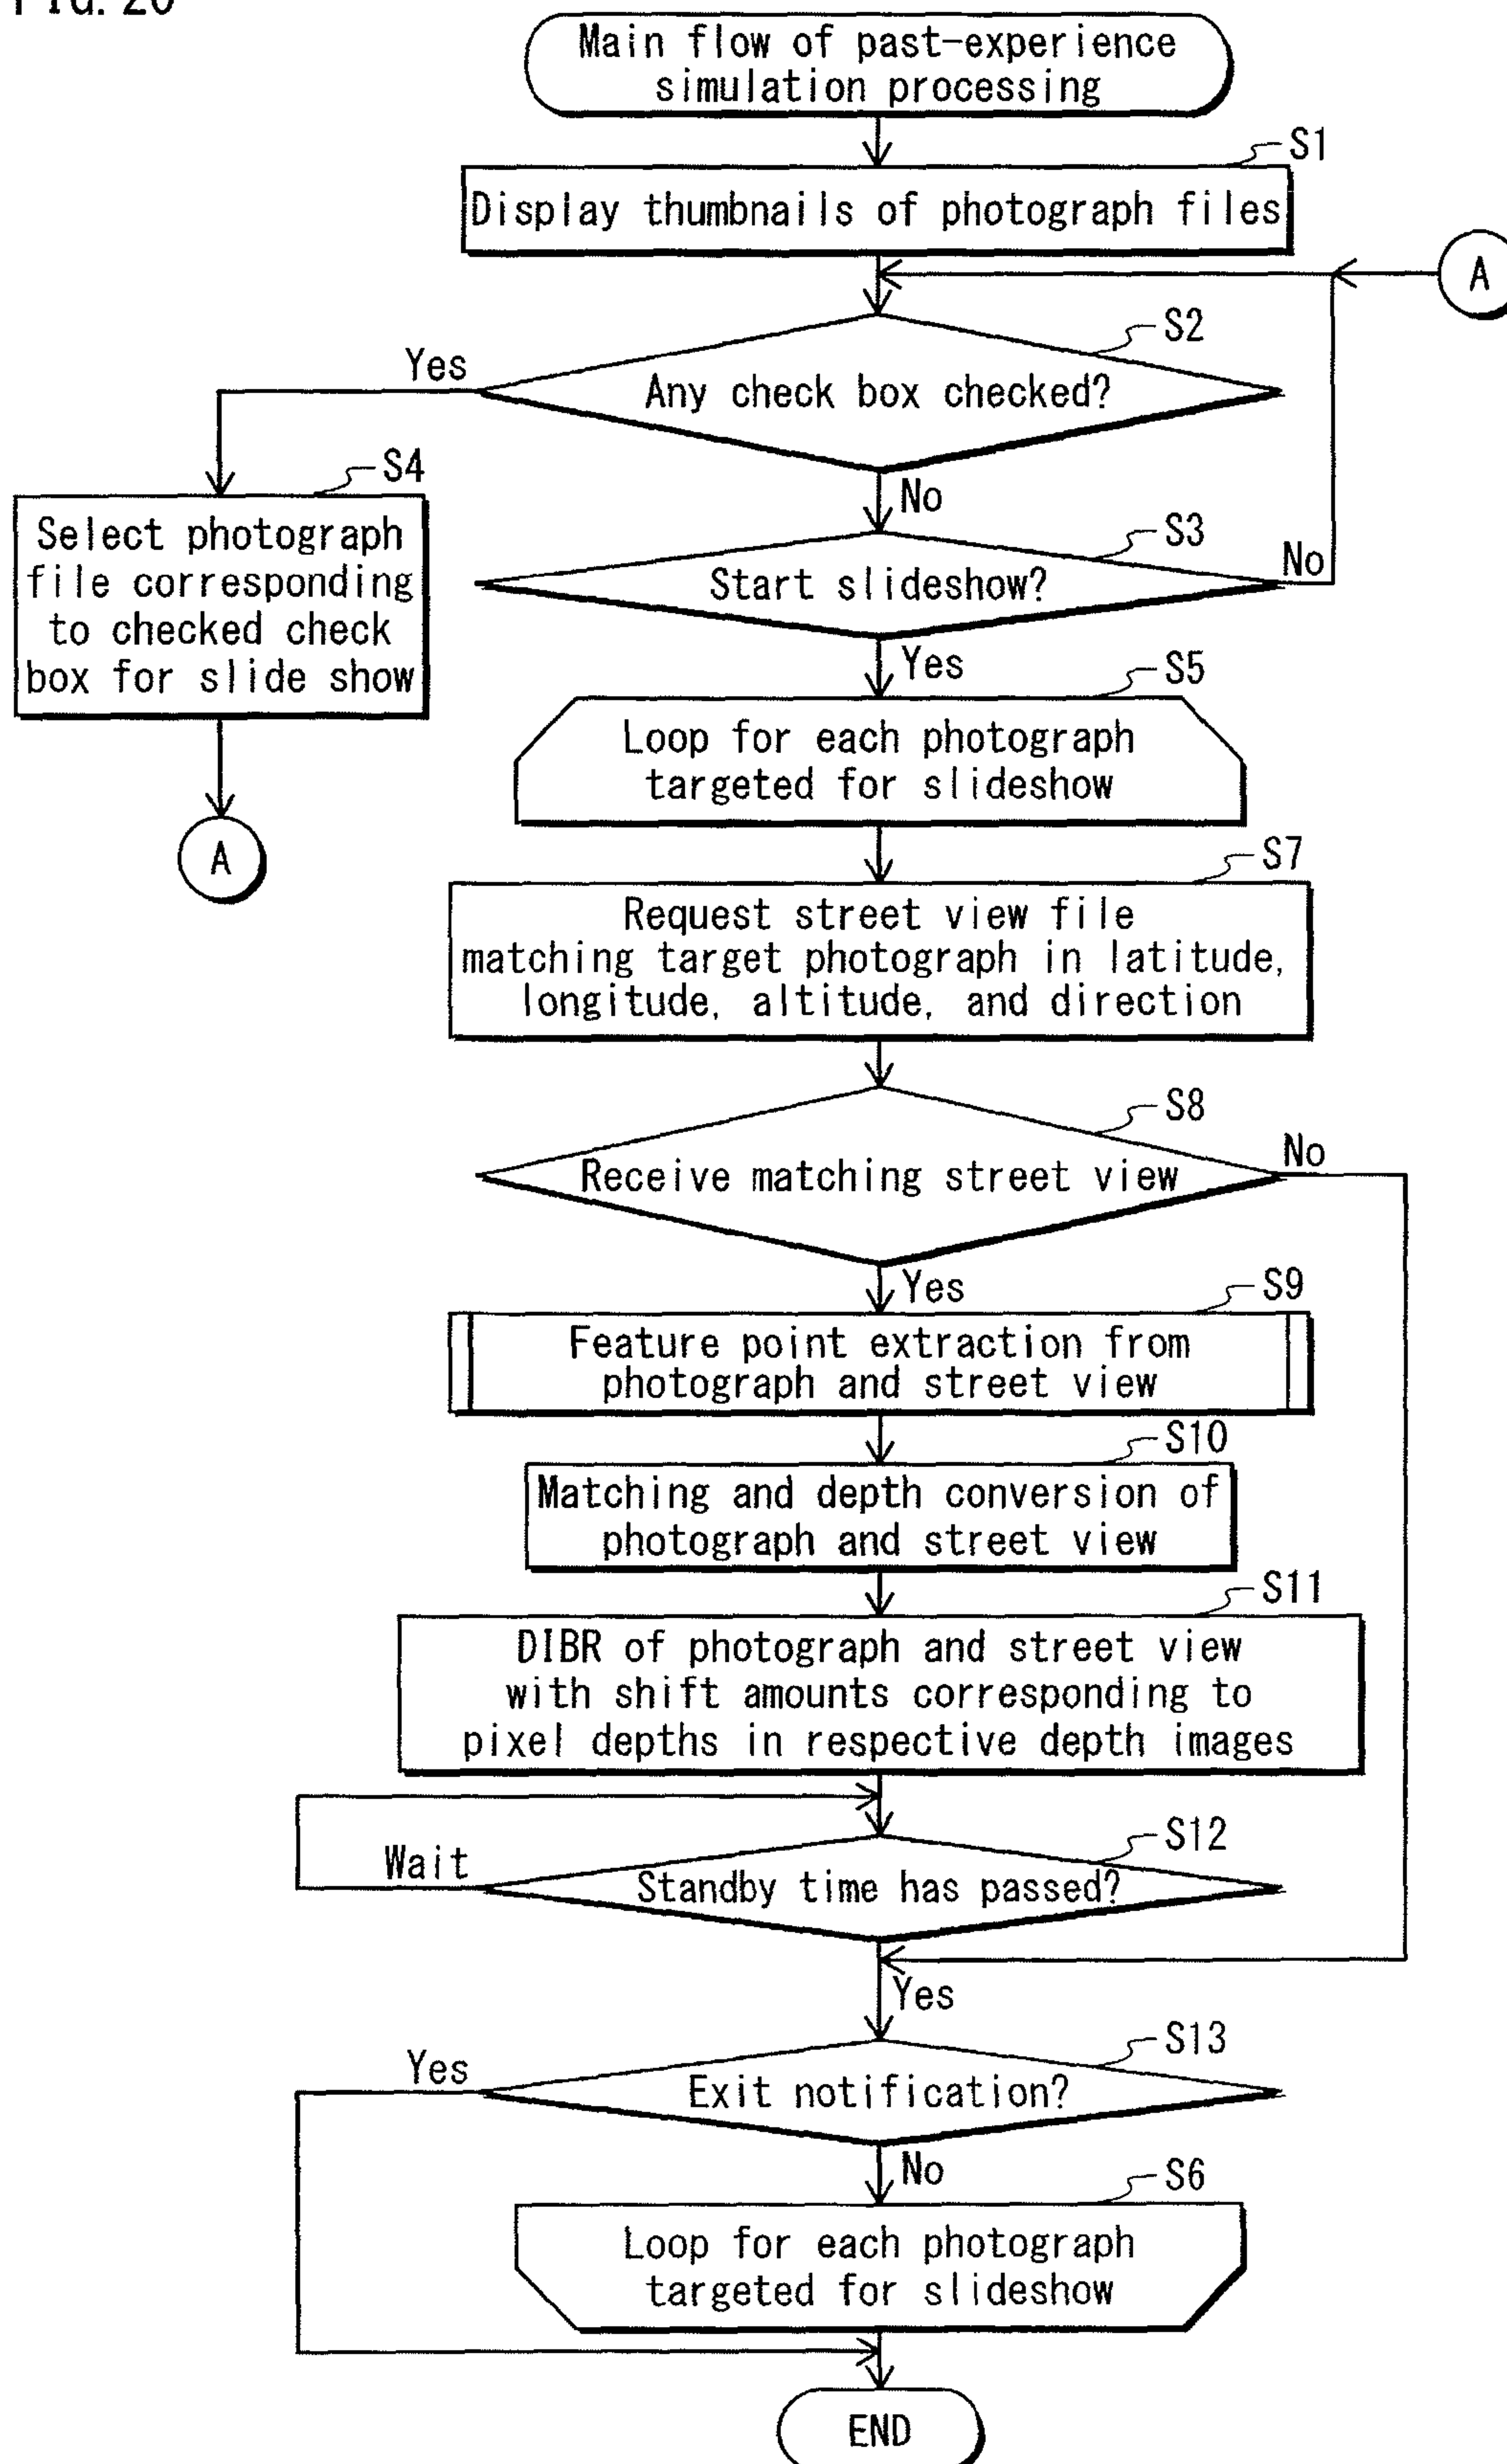 FIG. 20
Main flow of past-experience
simulation processing
S1
Display thumbnails of photograph files
A
S2
Yes
Any check box checked?
S4
No
Select photograph
file corresponding
to checked check
box for slide show
S3
Start slideshow?
No
Yes
S5
Loop for each photograph
targeted for slideshow
A
S7
Request street view file
matching target photograph in latitude,
longitude, altitude, and direction
S8
Receive matching street view
No
Yes
S9
Feature point extraction from
photograph and street view
S10
Matching and depth conversion of
photograph and street view
S11
DIBR of photograph and street view
with shift amounts corresponding to
pixel depths in respective depth images
S12
Wait
Standby time has passed?
Yes
S13
Yes
Exit notification?
No
S6
Loop for each photograph
targeted for slideshow
END